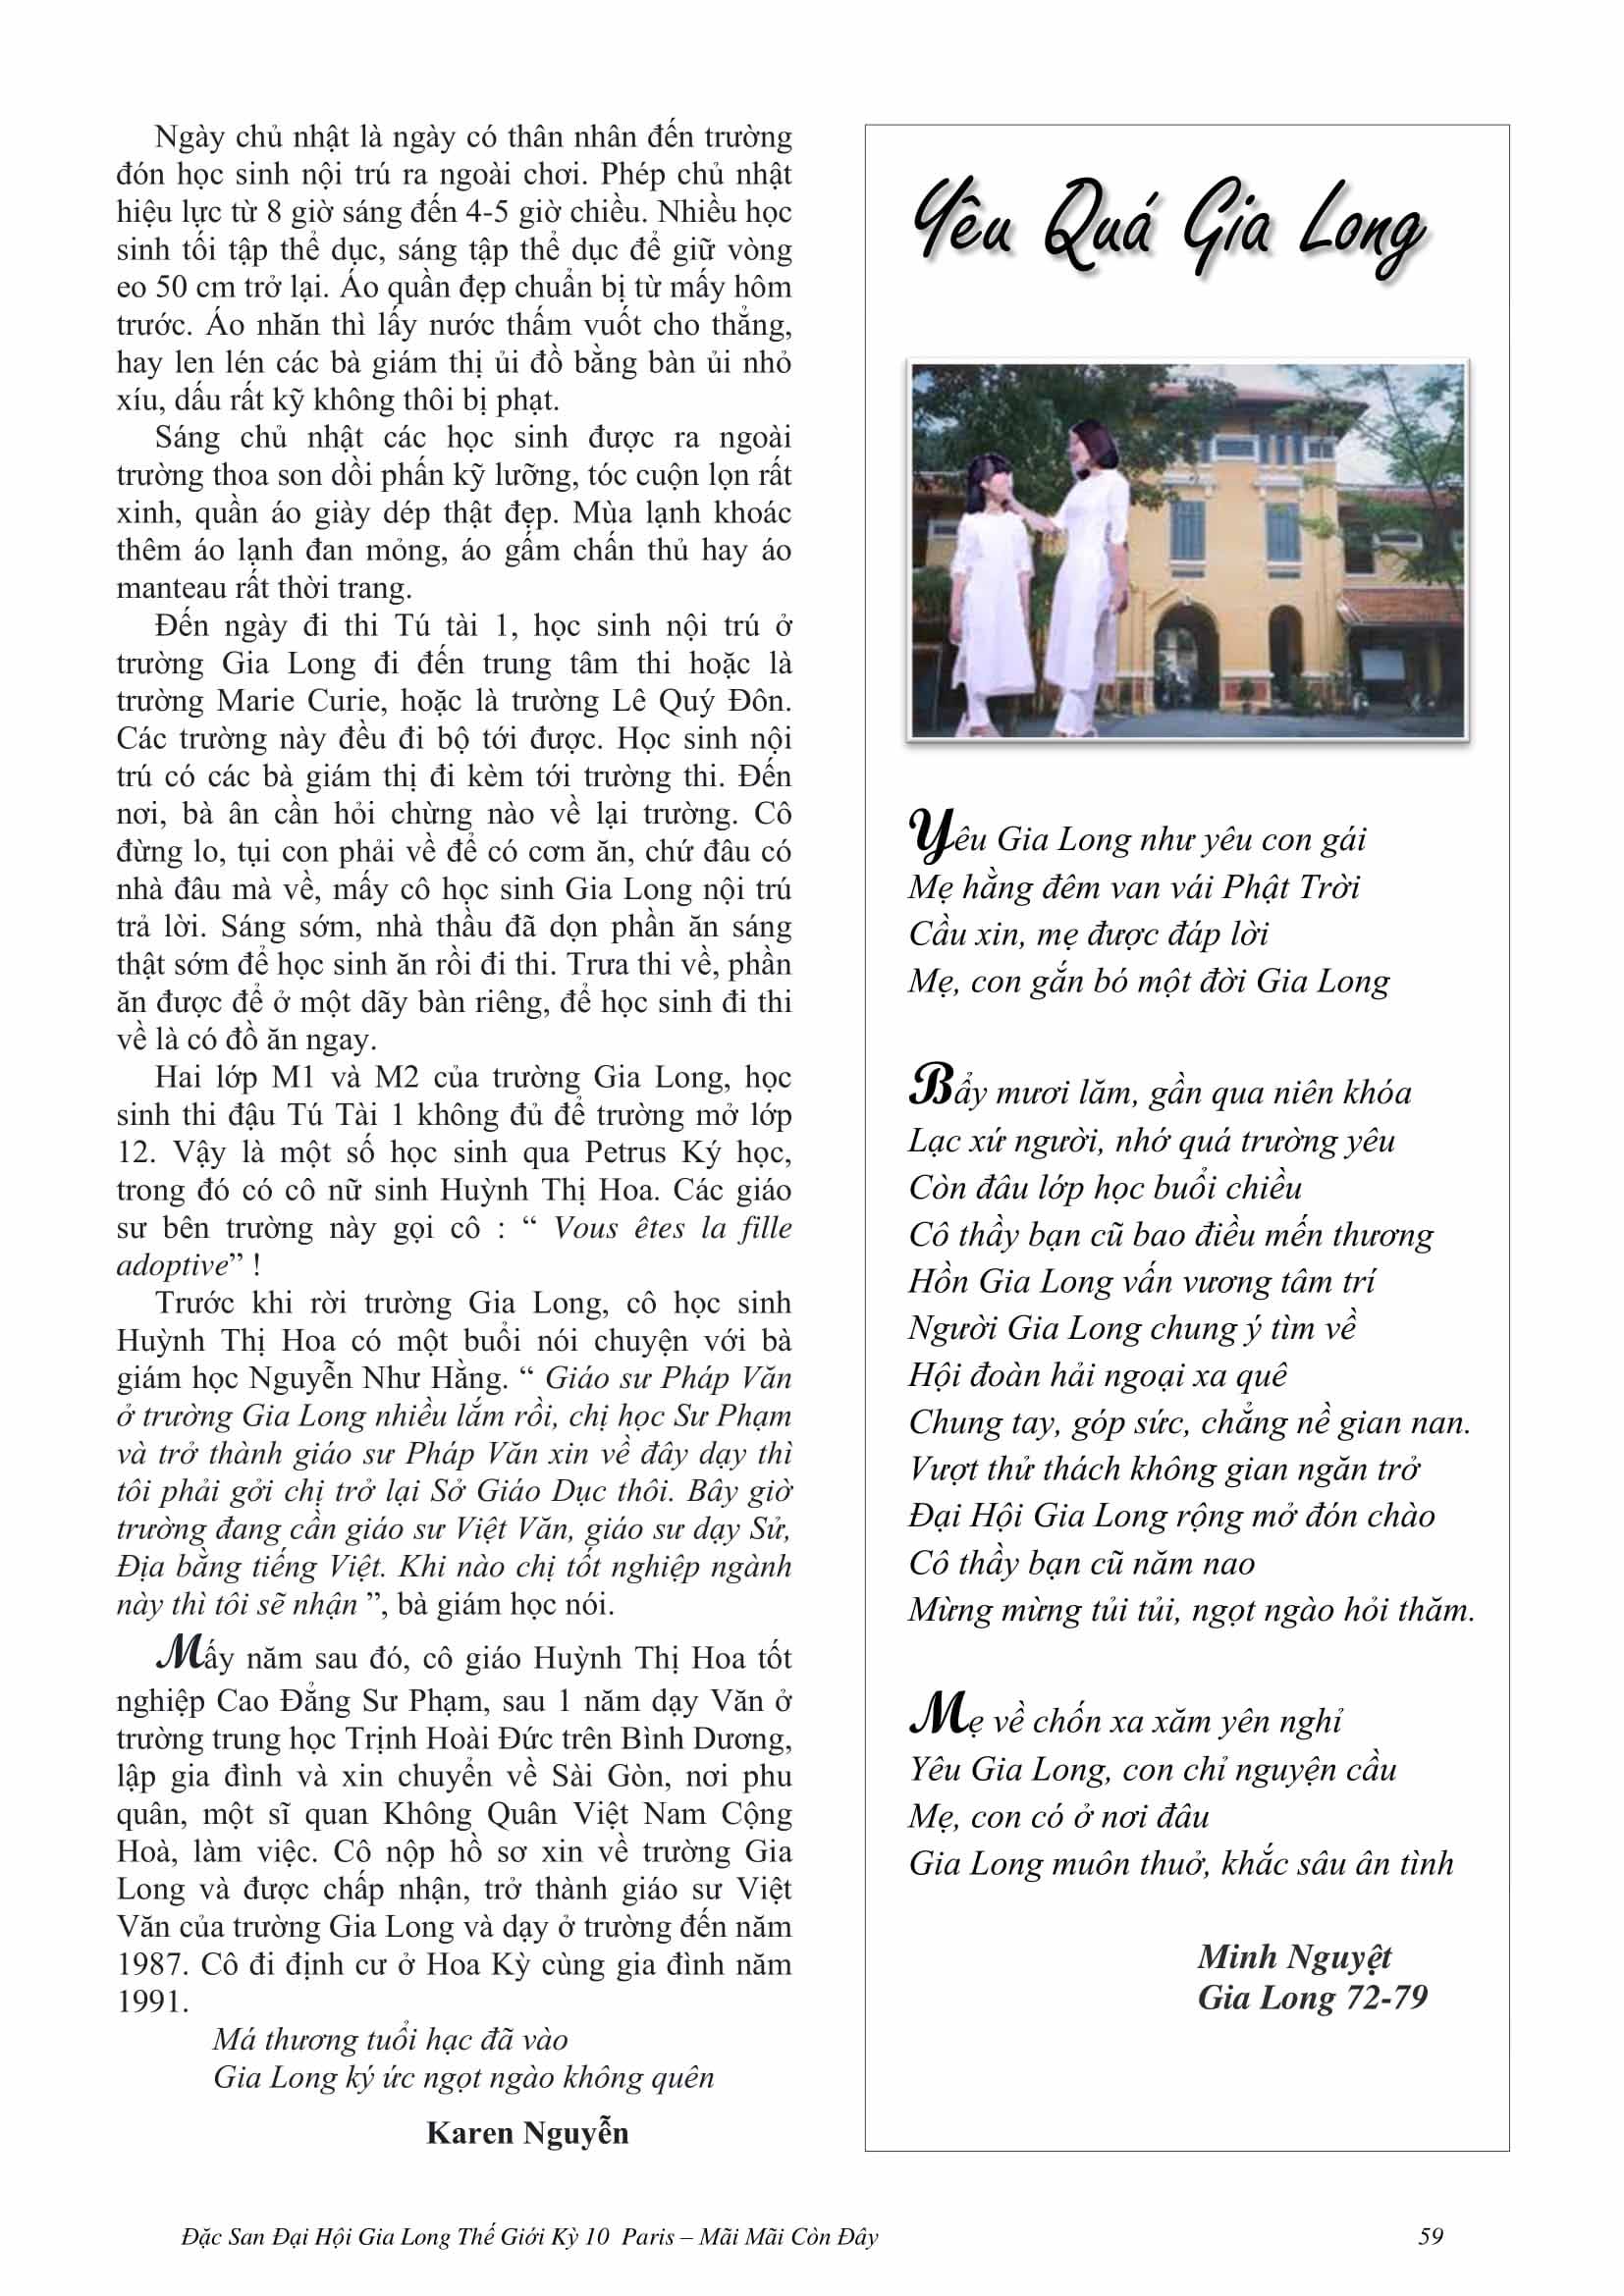 Ngày chủ nhật là ngày có thân nhân đến trường
đón học sinh nội trú ra ngoài chơi. Phép chủ nhật
hiệu lực từ 8 giờ sáng đến 4-5 giờ chiều. Nhiều học
sinh tối tập thể dục, sáng tập thể dục để giữ vòng
eo 50 cm trở lại. Áo quần đẹp chuẩn bị từ mấy hôm
trước. Áo nhăn thì lấy nước thấm vuốt cho thẳng,
hay len lén các bà giám thị ủi đồ bằng bàn ủi nhỏ
xíu, dấu rất kỹ không thôi bị phạt.
Sáng chủ nhật các học sinh được ra ngoài
trường thoa son dồi phấn kỹ lưỡng, tóc cuộn lọn rất
xinh, quần áo giày dép thật đẹp. Mùa lạnh khoác
thêm áo lạnh đan mỏng, áo gấm chấn thủ hay áo
manteau rất thời trang.
Đến ngày đi thi Tú tài 1, học sinh nội trú ở
trường Gia Long đi đến trung tâm thi hoặc là
trường Marie Curie, hoặc là trường Lê Quý Đôn.
Các trường này đều đi bộ tới được. Học sinh nội
trú có các bà giám thị đi kèm tới trường thi. Đến
nơi, bà ân cần hỏi chừng nào về lại trường. Cô
đừng lo, tụi con phải về để có cơm ăn, chứ đâu có
nhà đâu mà về, mấy cô học sinh Gia Long nội trú
trả lời. Sáng sớm, nhà thầu đã dọn phần ăn sáng
thật sớm để học sinh ăn rồi đi thi. Trưa thi về, phần
ăn được để ở một dãy bàn riêng, để học sinh đi thi
về là có đồ ăn ngay.
Hai lớp M1 và M2 của trường Gia Long, học
sinh thi đậu Tú Tài 1 không đủ để trường mở lớp
12. Vậy là một số học sinh qua Petrus Ký học,
trong đó có cô nữ sinh Huỳnh Thị Hoa. Các giáo
sư bên trường này gọi cô : “ Vous êtes la fille
adoptive” !
Trước khi rời trường Gia Long, cô học sinh
Huỳnh Thị Hoa có một buổi nói chuyện với bà
giám học Nguyễn Như Hằng. “ Giáo sư Pháp Văn
ở trường Gia Long nhiều lắm rồi, chị học Sư Phạm
và trở thành giáo sư Pháp Văn xin về đây dạy thì
tôi phải gởi chị trở lại Sở Giáo Dục thôi. Bây giờ
trường đang cần giáo sư Việt Văn, giáo sư dạy Sử,
Địa bằng tiếng Việt. Khi nào chị tốt nghiệp ngành
này thì tôi sẽ nhận ”, bà giám học nói.
Mấy năm sau đó, cô giáo Huỳnh Thị Hoa tốt
nghiệp Cao Đẳng Sư Phạm, sau 1 năm dạy Văn ở
trường trung học Trịnh Hoài Đức trên Bình Dương,
lập gia đình và xin chuyển về Sài Gòn, nơi phu
quân, một sĩ quan Không Quân Việt Nam Cộng
Hoà, làm việc. Cô nộp hồ sơ xin về trường Gia
Long và được chấp nhận, trở thành giáo sư Việt
Văn của trường Gia Long và dạy ở trường đến năm
1987. Cô đi định cư ở Hoa Kỳ cùng gia đình năm
1991.
Má thương tuổi hạc đã vào
Gia Long ký ức ngọt ngào không quên
Karen Nguyễn
Yêu Quá Gia Long
Yêu Gia Long như yêu con gái
Mẹ hằng đêm van vái Phật Trời
Cầu xin, mẹ được đáp lời
Mẹ, con gắn bó một đời Gia Long
Bẩy mươi lăm, gần qua niên khóa
Lạc xứ người, nhớ quá trường yêu
Còn đâu lớp học buổi chiều
Cô thầy bạn cũ bao điều mến thương
Hồn Gia Long vấn vương tâm trí
Người Gia Long chung ý tìm về
Hội đoàn hải ngoại xa quê
Chung tay, góp sức, chẳng nề gian nan.
Vượt thử thách không gian ngăn trở
Đại Hội Gia Long rộng mở đón chào
Cô thầy bạn cũ năm nao
Mừng mừng tủi tủi, ngọt ngào hỏi thăm.
Mẹ về chốn xa xăm yên nghỉ
Yêu Gia Long, con chỉ nguyện cầu
Mẹ, con có ở nơi đâu
Gia Long muôn thuở, khắc sâu ân tình
Minh Nguyệt
Gia Long 72-79
Đặc San Đại Hội Gia Long Thế Giới Kỳ 10 Paris – Mãi Mãi Còn Đây 59